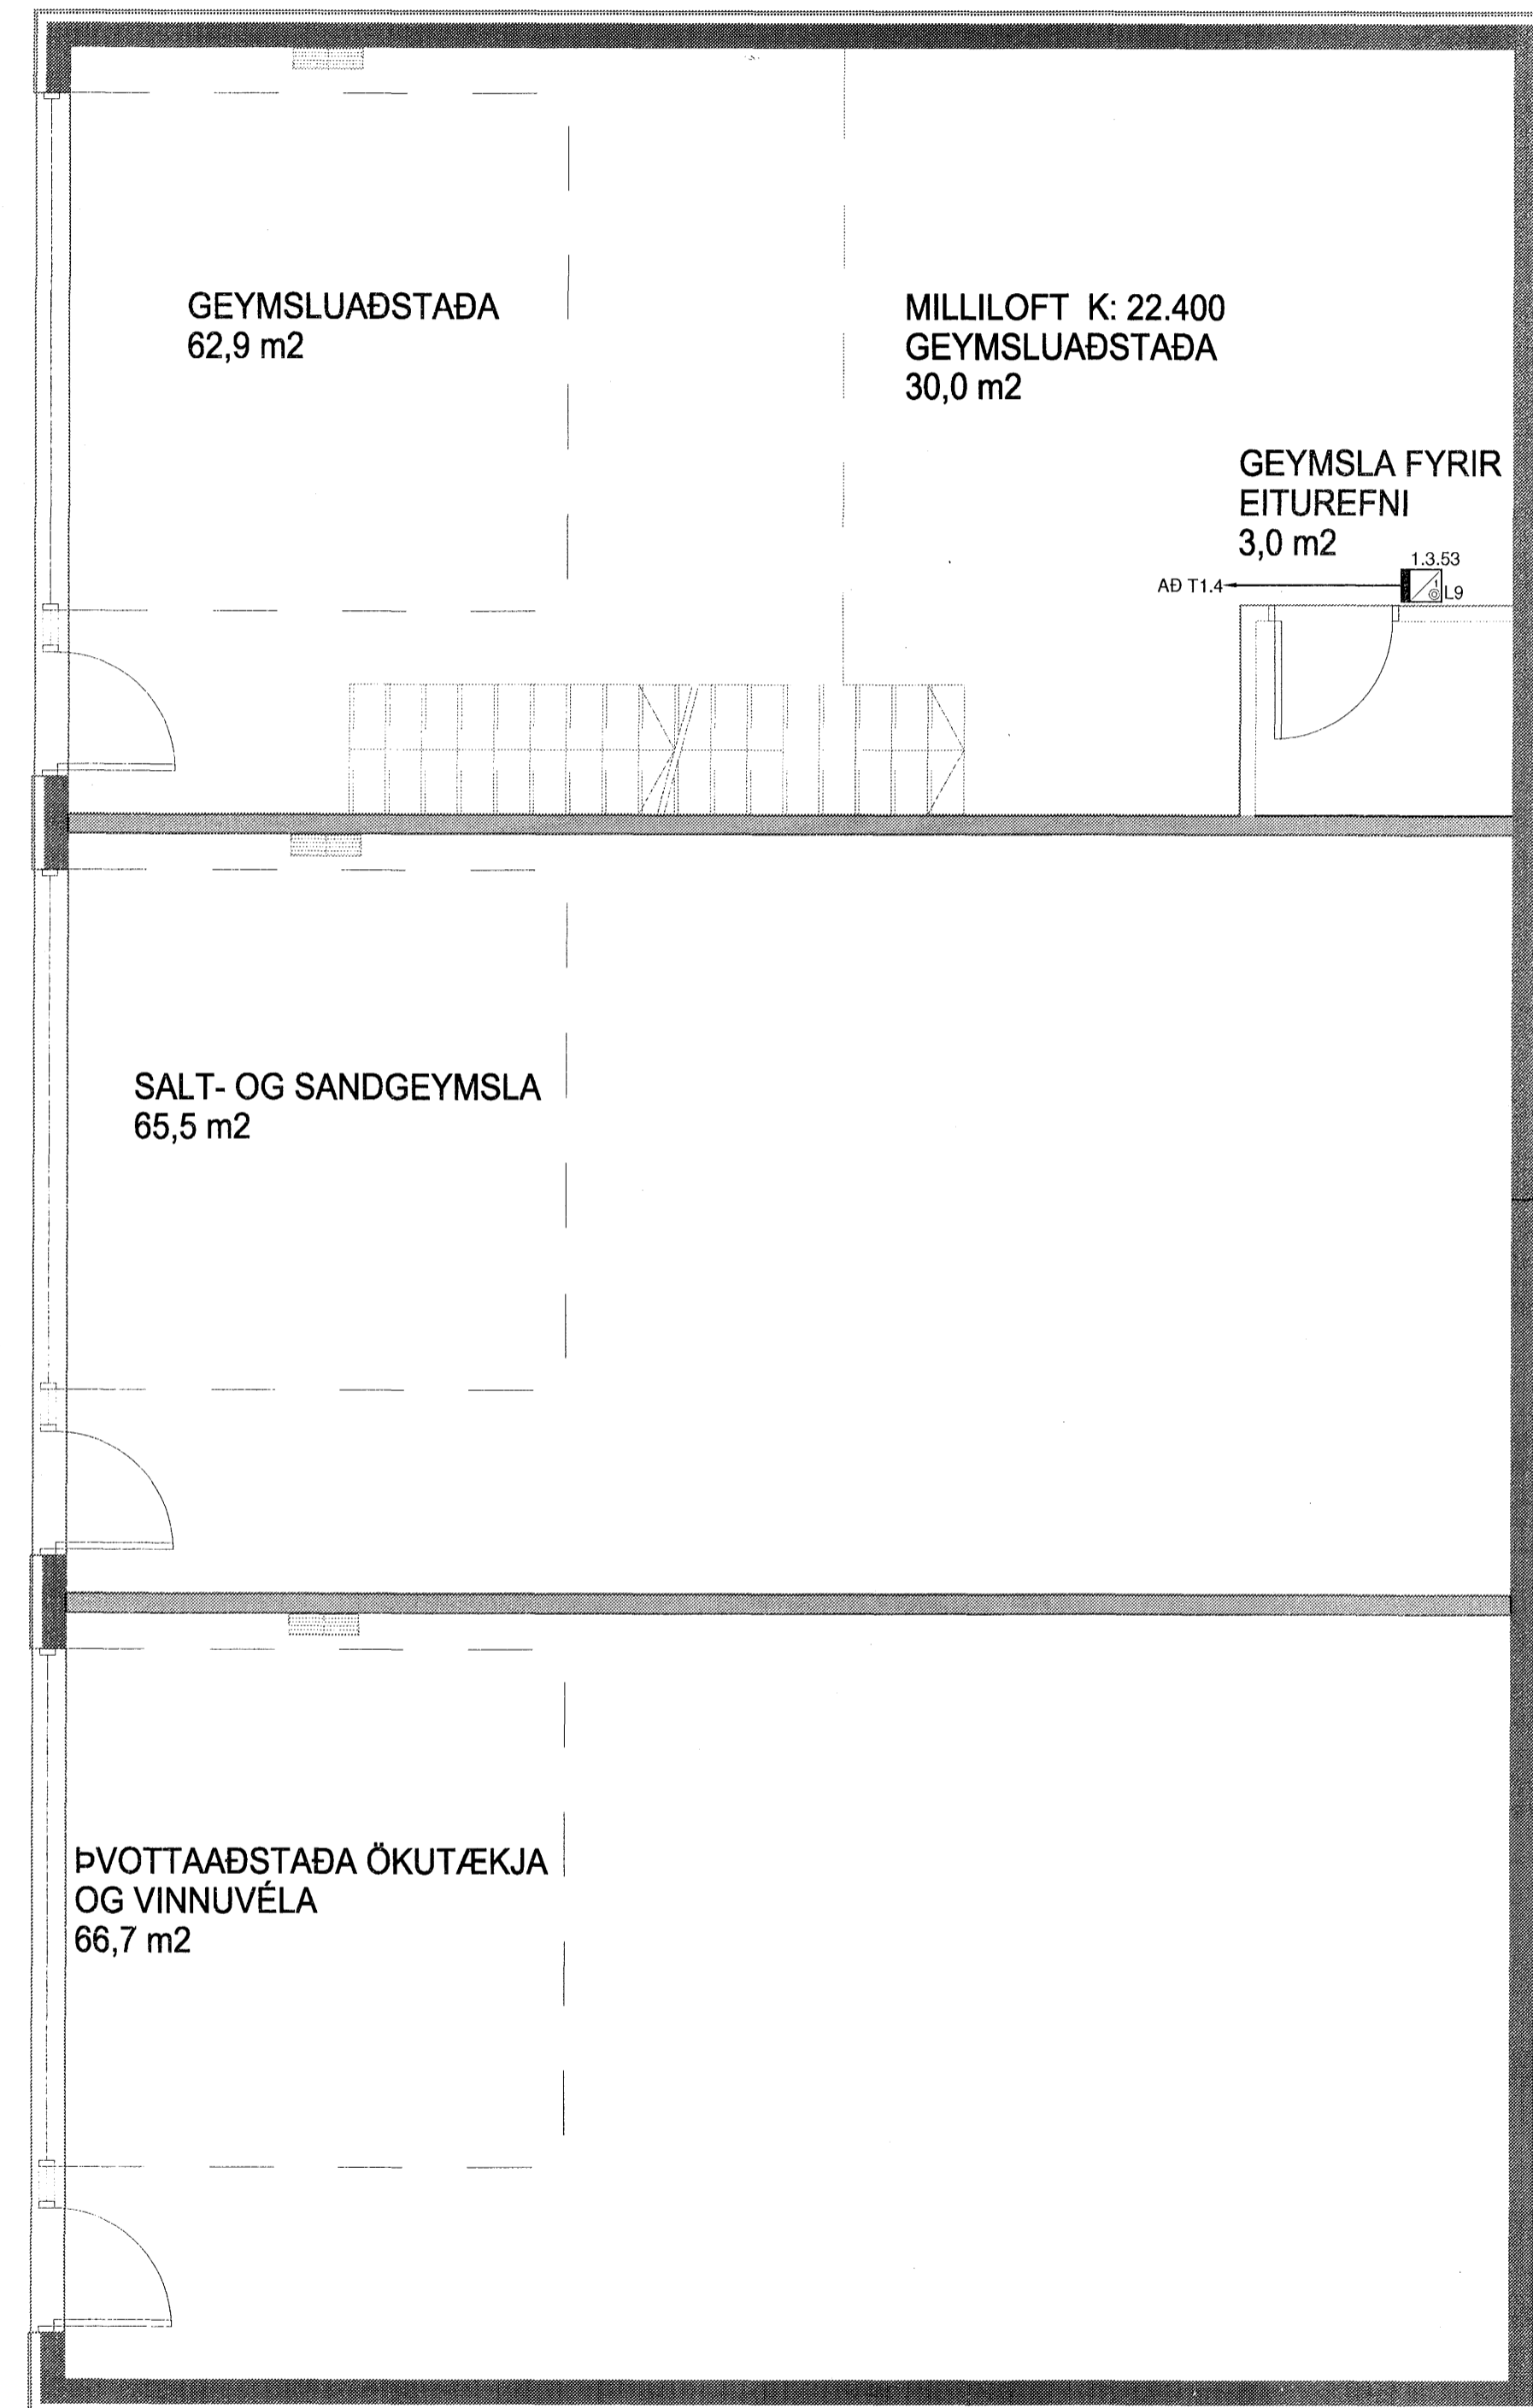 GEYMSLUAÐSTAÐA
62,9 m2
MILLILOFT K: 22.400
GEYMSLUAÐSTAÐA
30,0 m2
GEYMSLA FYRIR
EITUREFNI
3,0 m2
1.3.53
AÐ T1.4
1
L9
SALT- OG SANDGEYMSLA
65,5 m2
ÞVOTTAAÐSTAÐA ÖKUTÆKJA
OG VINNUVÉLA
66,7 m2